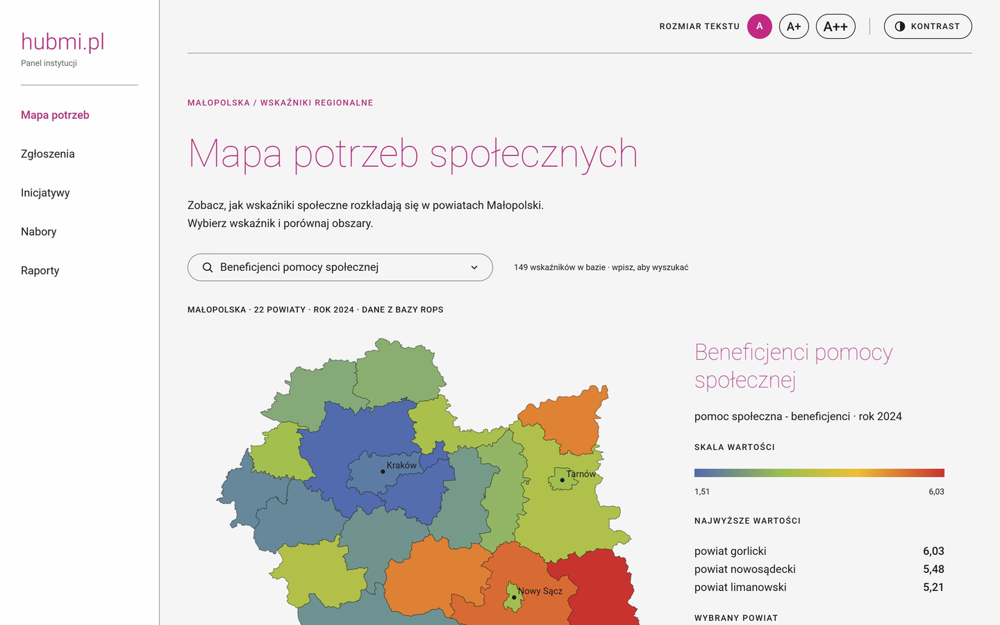 hubmi.pl
Panel instytucji
Mapa potrzeb
Zgłoszenia
Inicjatywy
Nabory
Raporty
ROZMIAR TEKSTU A A+ A++ KONTRAST
MAŁOPOLSKA / WSKAŹNIKI REGIONALNE
Mapa potrzeb społecznych
Zobacz, jak wskaźniki społeczne rozkładają się w powiatach Małopolski.
Wybierz wskaźnik i porównaj obszary.
Beneficjenci pomocy społecznej
149 wskaźników w bazie · wpisz, aby wyszukać
MAŁOPOLSKA · 22 POWIATY · ROK 2024 · DANE Z BAZY ROPS
Kraków
Tarnów
Nowy Sącz
Beneficjenci pomocy
społecznej
pomoc społeczna - beneficjenci · rok 2024
SKALA WARTOŚCI
1,51 6,03
NAJWYŻSZE WARTOŚCI
powiat gorlicki 6,03
powiat nowosądecki 5,48
powiat limanowski 5,21
WYBRANY POWIAT